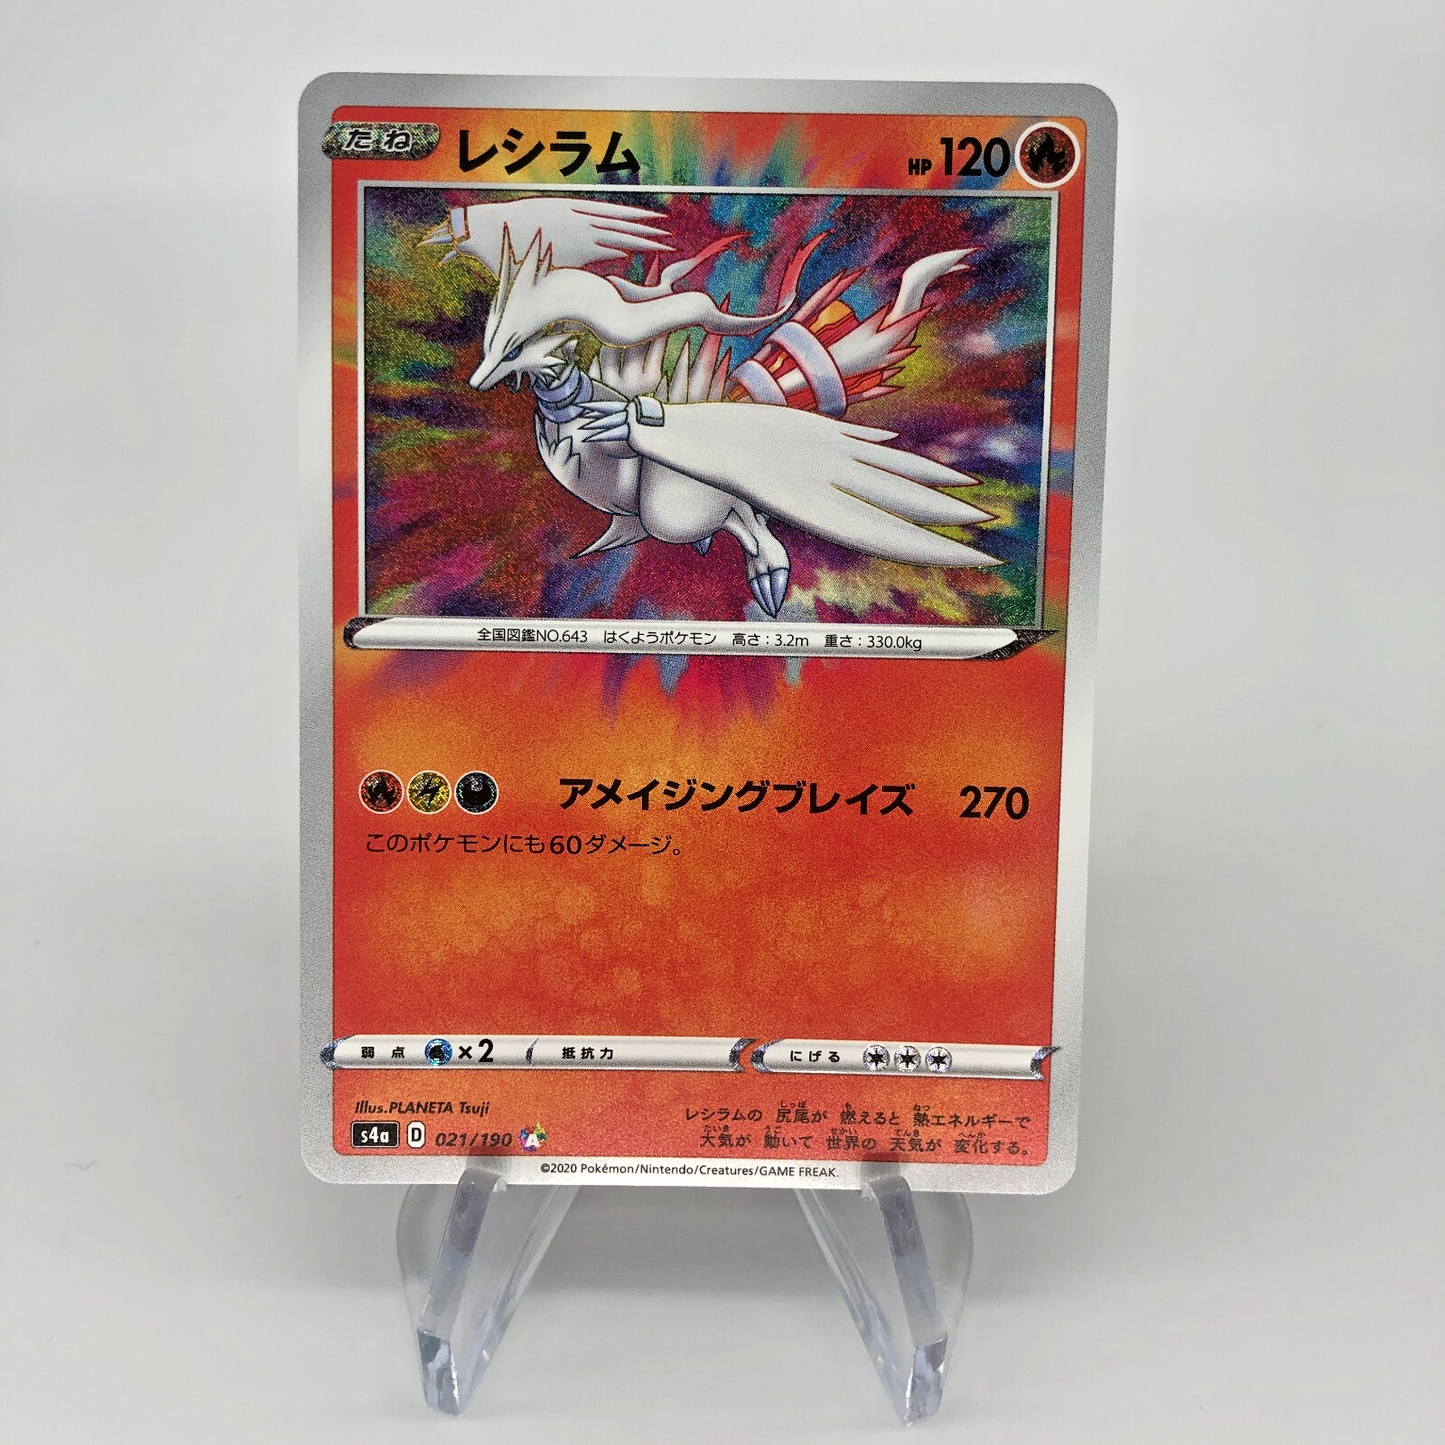 たね レシラム HP 120
全国図鑑NO.643 はくようポケモン 高さ：3.2m 重さ：330.0kg
アメイジングブレイズ 270
このポケモンにも60ダメージ。
弱点 ×2 抵抗力 にげる
Illus.PLANETA Tsuji
s4a D 021/190 A
レシラムの 尻尾が 燃えると 熱エネルギーで
大気が 動いて 世界の 天気が 変化する。
©2020 Pokémon/Nintendo/Creatures/GAME FREAK.